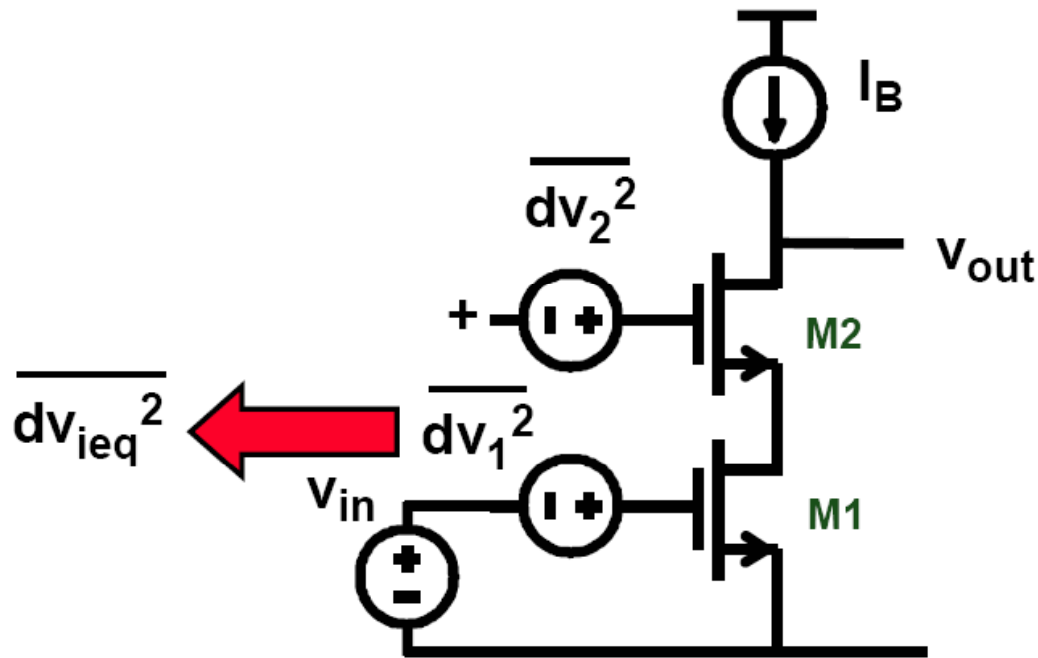 I_B
dv_2^2
v_out
+
- +
M2
dv_ieq^2
dv_1^2
v_in
- +
M1
+
-